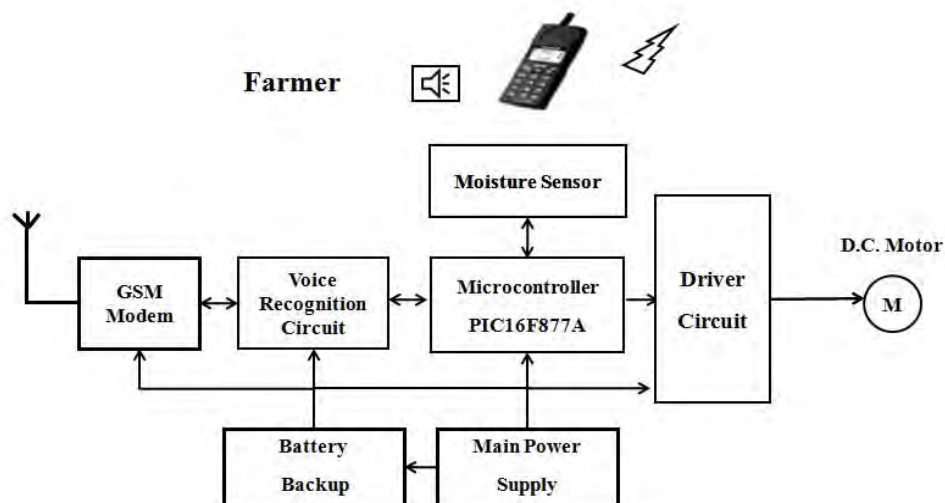 Farmer
Moisture Sensor
D.C. Motor
GSM
Modem
Voice
Recognition
Circuit
Microcontroller
PIC16F877A
Driver
Circuit
M
Battery
Backup
Main Power
Supply